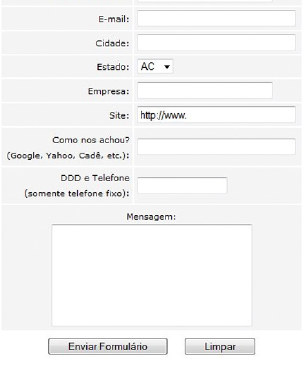 E-mail:
Cidade:
Estado: AC
Empresa:
Site: http://www.
Como nos achou?
(Google, Yahoo, Cadê, etc.):
DDD e Telefone
(somente telefone fixo):
Mensagem:
Enviar Formulário Limpar